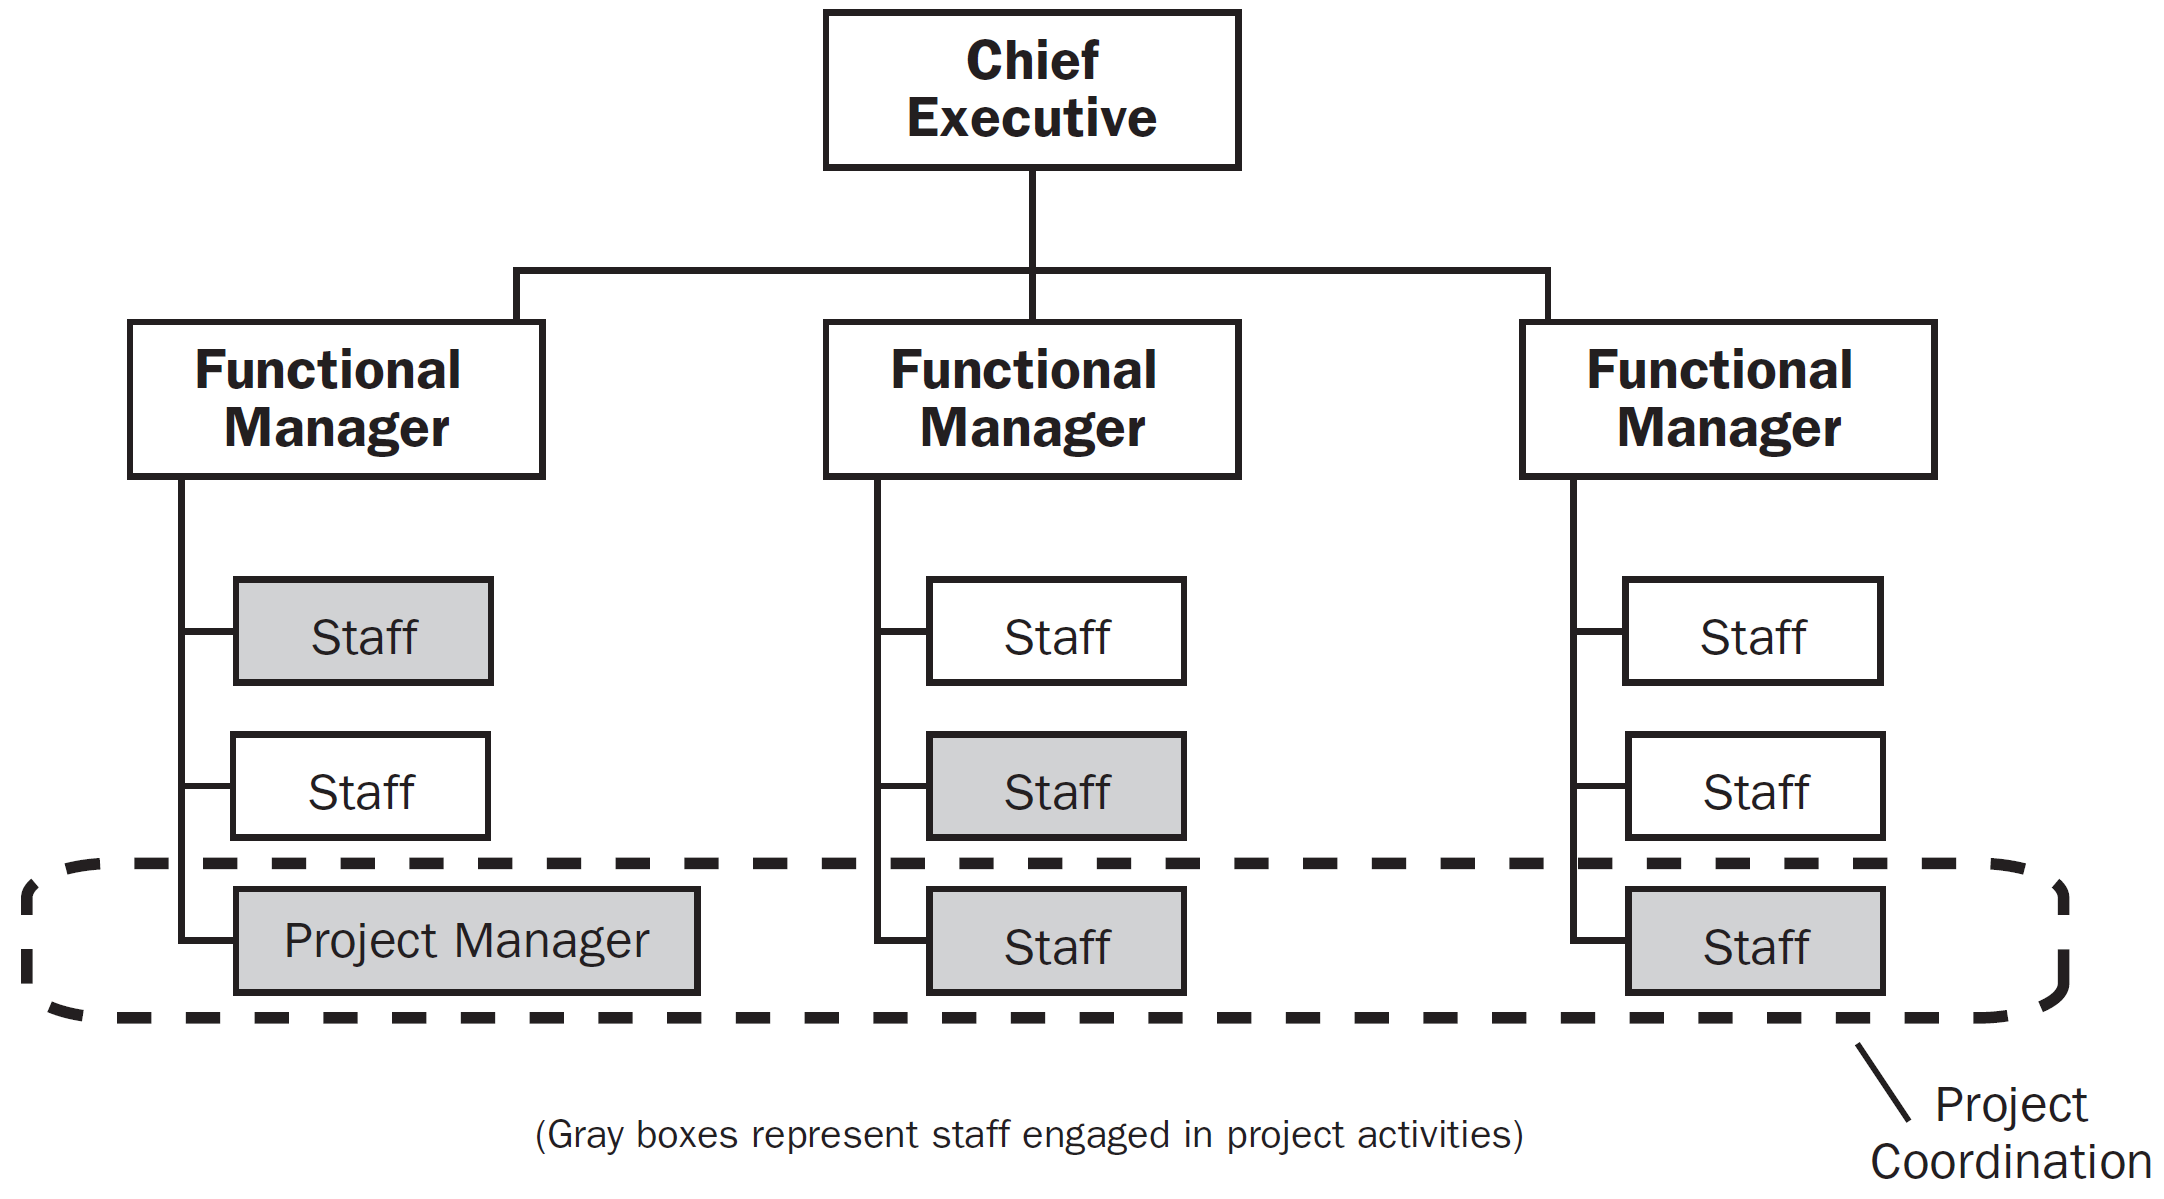 Chief
Executive
Functional
Manager
Functional
Manager
Functional
Manager
Staff
Staff
Staff
Staff
Staff
Staff
Project Manager
Staff
Staff
(Gray boxes represent staff engaged in project activities)
Project
Coordination